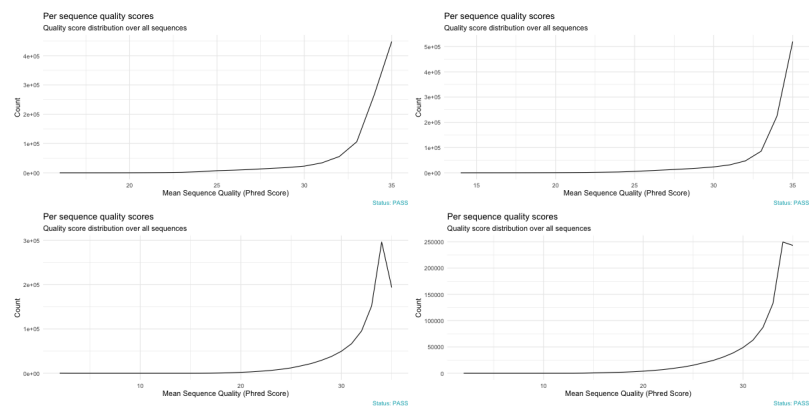 Per sequence quality scores
Quality score distribution over all sequences
4e+05
3e+05
2e+05
1e+05
0e+00
Count
20
25
30
35
Mean Sequence Quality (Phred Score)
Status: PASS
Per sequence quality scores
Quality score distribution over all sequences
5e+05
4e+05
3e+05
2e+05
1e+05
0e+00
Count
15
20
25
30
35
Mean Sequence Quality (Phred Score)
Status: PASS
Per sequence quality scores
Quality score distribution over all sequences
3e+05
2e+05
1e+05
0e+00
Count
10
20
30
Mean Sequence Quality (Phred Score)
Status: PASS
Per sequence quality scores
Quality score distribution over all sequences
250000
200000
150000
100000
50000
0
Count
10
20
30
Mean Sequence Quality (Phred Score)
Status: PASS